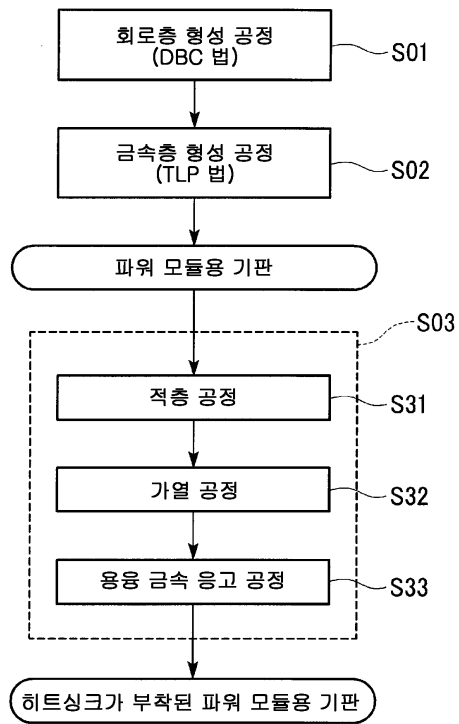 회로층 형성 공정
(DBC 법)
S01
금속층 형성 공정
(TLP 법)
S02
파워 모듈용 기판
S03
적층 공정
S31
가열 공정
S32
용융 금속 응고 공정
S33
히트싱크가 부착된 파워 모듈용 기판